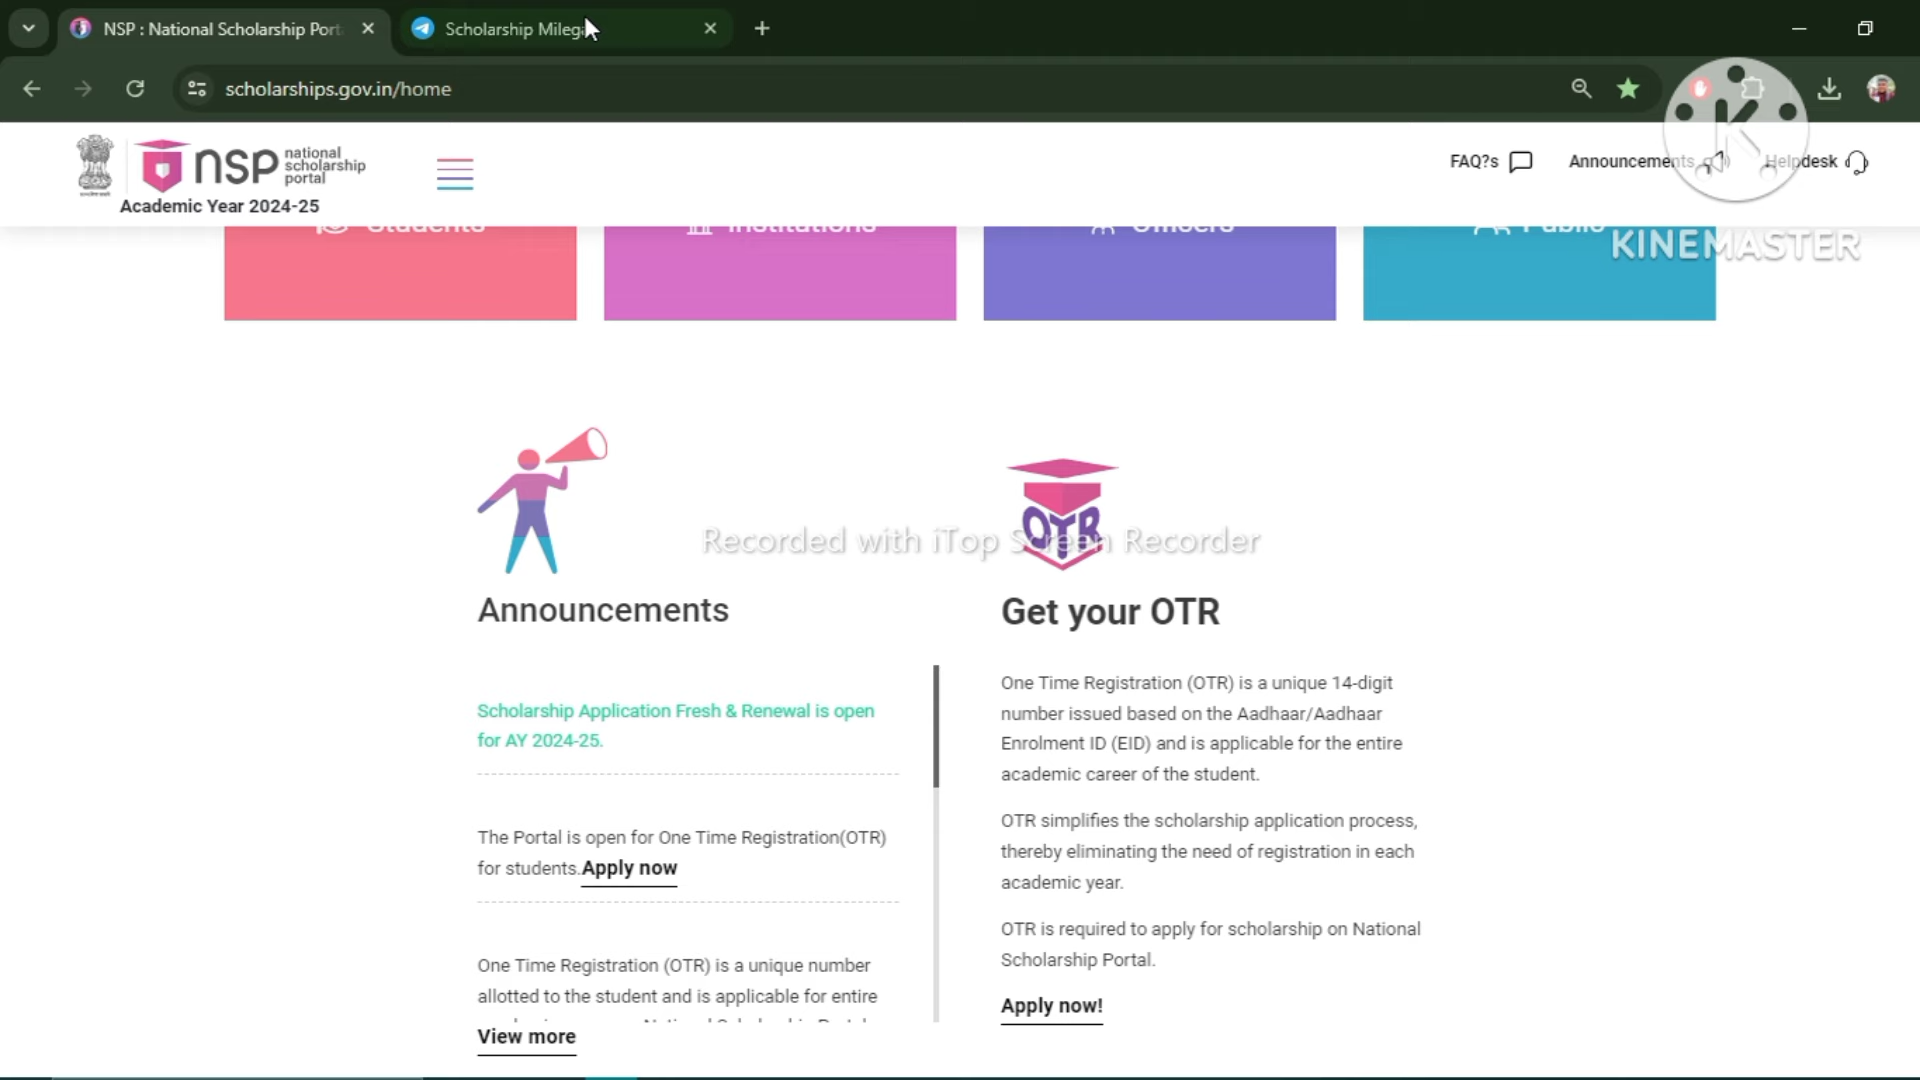 NSP : National Scholarship Port
Scholarship Milega
scholarships.gov.in/home
nsp national scholarship portal
Academic Year 2024-25
FAQ?s
Announcements
Helpdesk
K
KINEMASTER
Students
Institutions
Officers
Public
OTR
Recorded with iTop Screen Recorder
Announcements
Scholarship Application Fresh & Renewal is open
for AY 2024-25.
The Portal is open for One Time Registration(OTR)
for students.Apply now
One Time Registration (OTR) is a unique number
allotted to the student and is applicable for entire
View more
Get your OTR
One Time Registration (OTR) is a unique 14-digit
number issued based on the Aadhaar/Aadhaar
Enrolment ID (EID) and is applicable for the entire
academic career of the student.
OTR simplifies the scholarship application process,
thereby eliminating the need of registration in each
academic year.
OTR is required to apply for scholarship on National
Scholarship Portal.
Apply now!